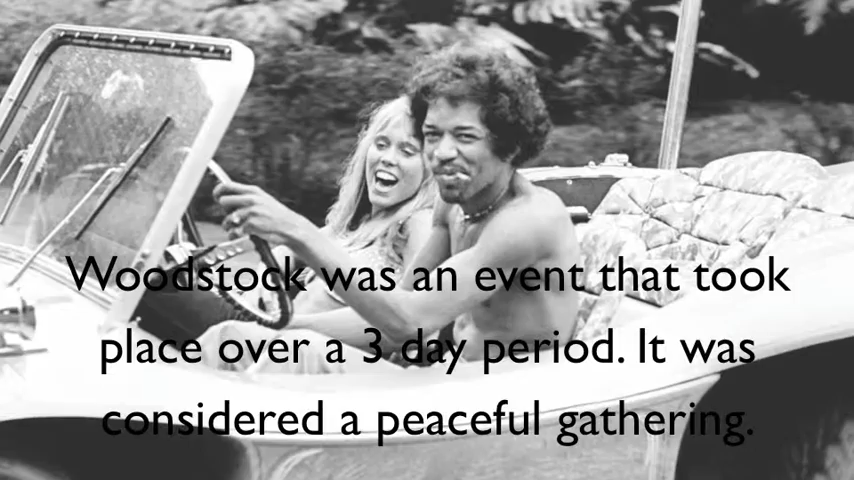 Woodstock was an event that took
place over a 3 day period. It was
considered a peaceful gathering.